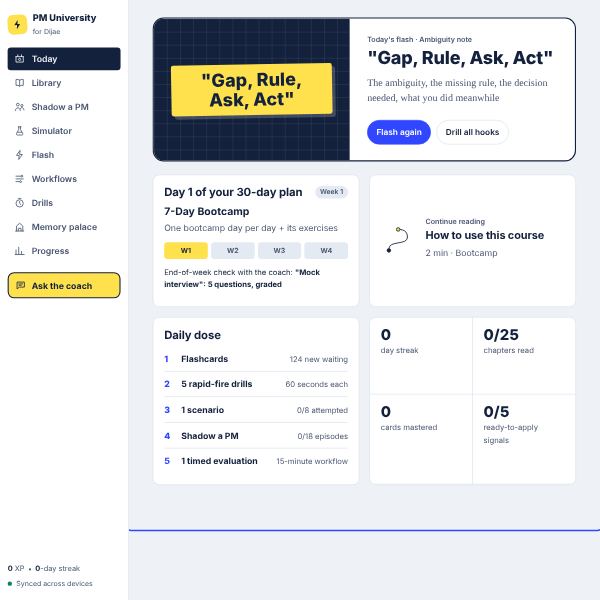 PM University
for Dijae
Today
Library
Shadow a PM
Simulator
Flash
Workflows
Drills
Memory palace
Progress
Ask the coach
0 XP • 0-day streak
Synced across devices
"Gap, Rule,
Ask, Act"
Today's flash · Ambiguity note
"Gap, Rule, Ask, Act"
The ambiguity, the missing rule, the decision
needed, what you did meanwhile
Flash again
Drill all hooks
Day 1 of your 30-day plan
Week 1
7-Day Bootcamp
One bootcamp day per day + its exercises
W1 W2 W3 W4
End-of-week check with the coach: "Mock
interview": 5 questions, graded
Continue reading
How to use this course
2 min · Bootcamp
Daily dose
1 Flashcards 124 new waiting
2 5 rapid-fire drills 60 seconds each
3 1 scenario 0/8 attempted
4 Shadow a PM 0/18 episodes
5 1 timed evaluation 15-minute workflow
0
day streak
0/25
chapters read
0
cards mastered
0/5
ready-to-apply
signals